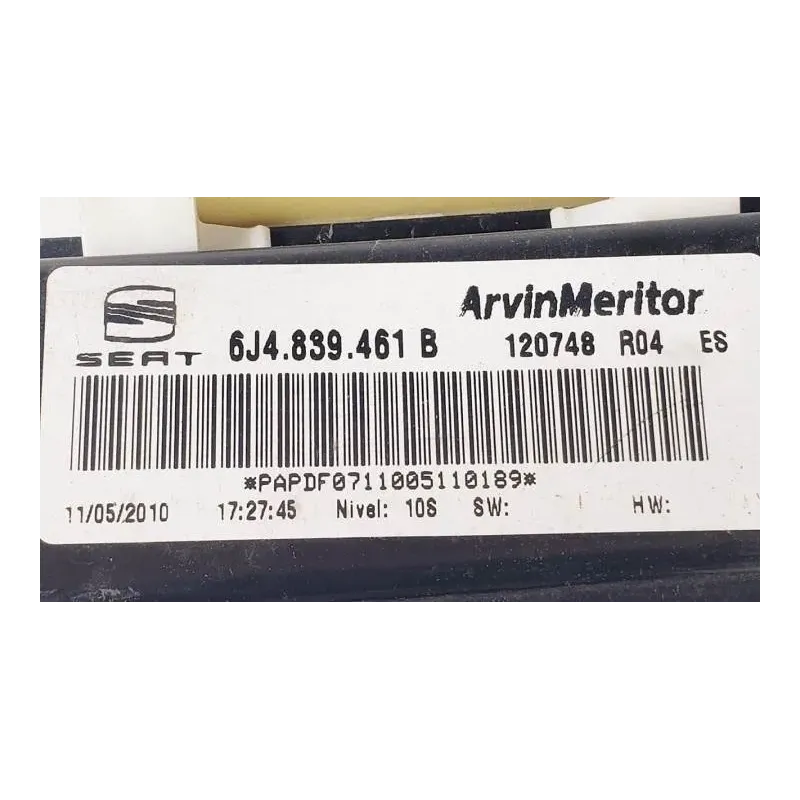 ArvinMeritor
SEAT 6J4.839.461 B 120748 R04 ES
*PAPDF0711005110189*
11/05/2010 17:27:45 Nivel: 10S SW: HW: